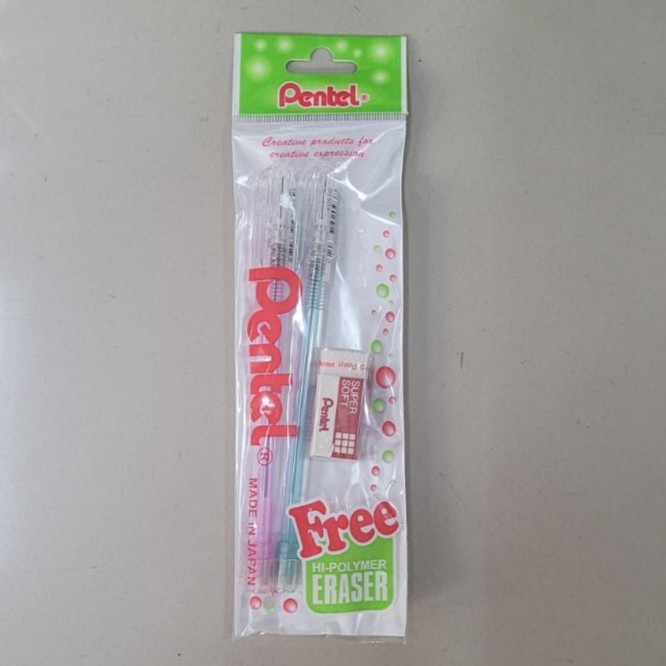 Pentel®
Creative products for
creative expression
Pentel®
MADE IN JAPAN
SUPER
SOFT
Pentel
Free
HI-POLYMER
ERASER